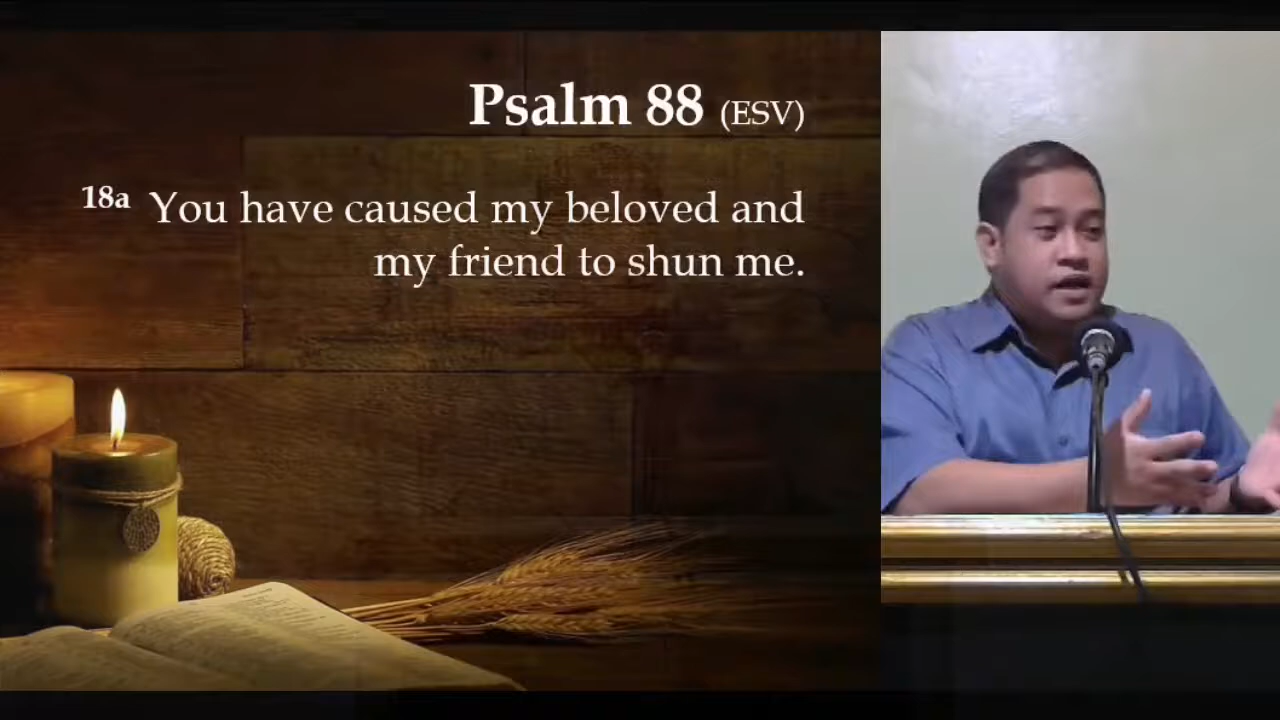 Psalm 88 (ESV)
18a You have caused my beloved and
my friend to shun me.